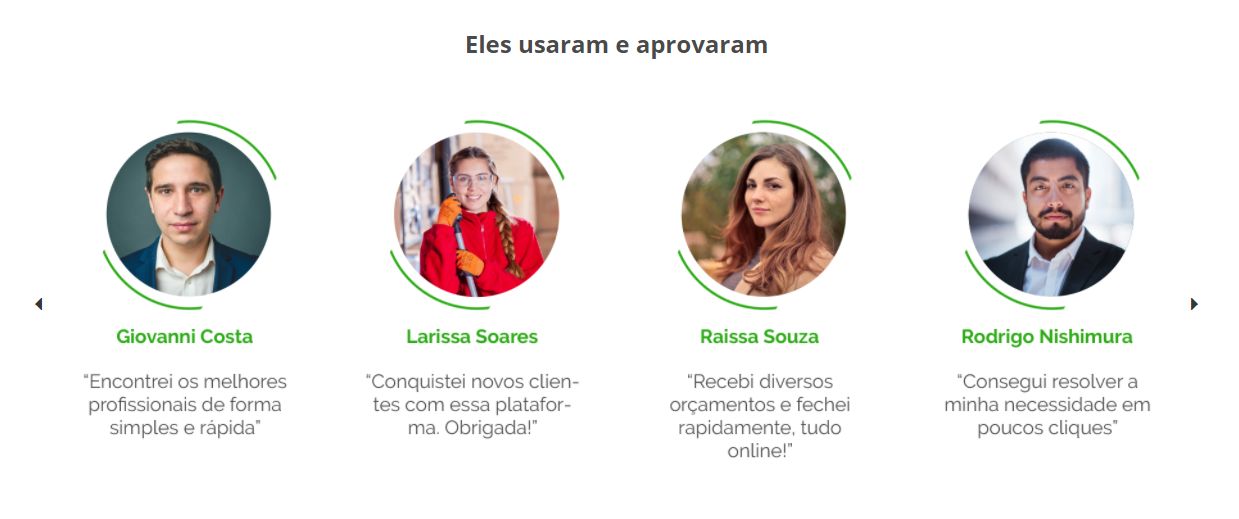 Eles usaram e aprovaram
Giovanni Costa
“Encontrei os melhores
profissionais de forma
simples e rápida”
Larissa Soares
“Conquistei novos clien-
tes com essa platafor-
ma. Obrigada!”
Raissa Souza
“Recebi diversos
orçamentos e fechei
rapidamente, tudo
online!”
Rodrigo Nishimura
“Consegui resolver a
minha necessidade em
poucos cliques”